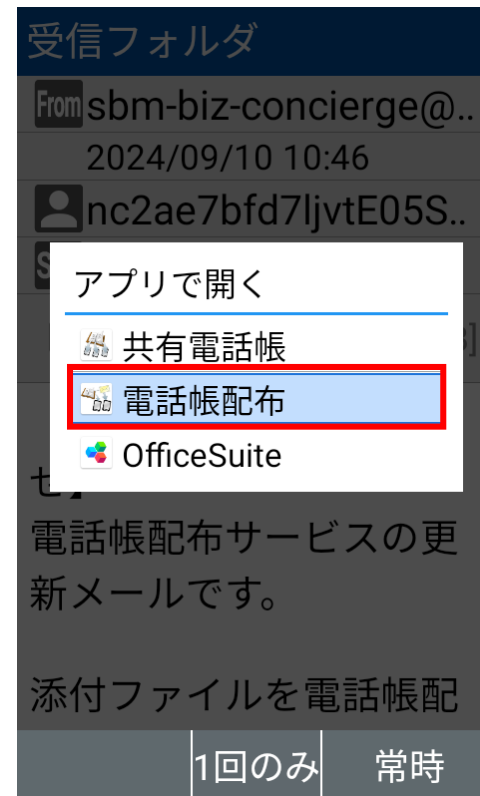 受信フォルダ
From sbm-biz-concierge@..
2024/09/10 10:46
nc2ae7bfd7ljvtE05S..
S
アプリで開く
]
共有電話帳
電話帳配布
OfficeSuite
せ】
電話帳配布サービスの更
新メールです。
添付ファイルを電話帳配
1回のみ 常時